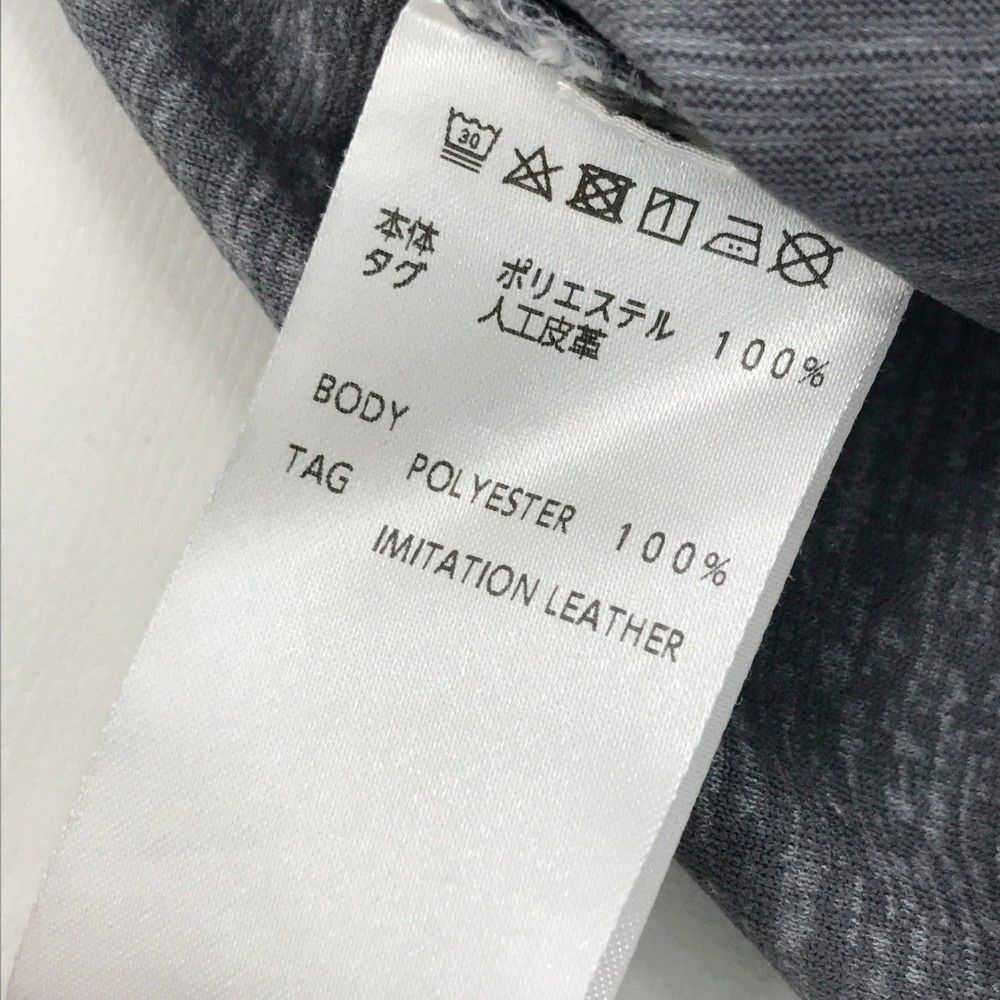 30
本体 ポリエステル 100%
タグ 人工皮革
BODY POLYESTER 100%
TAG IMITATION LEATHER